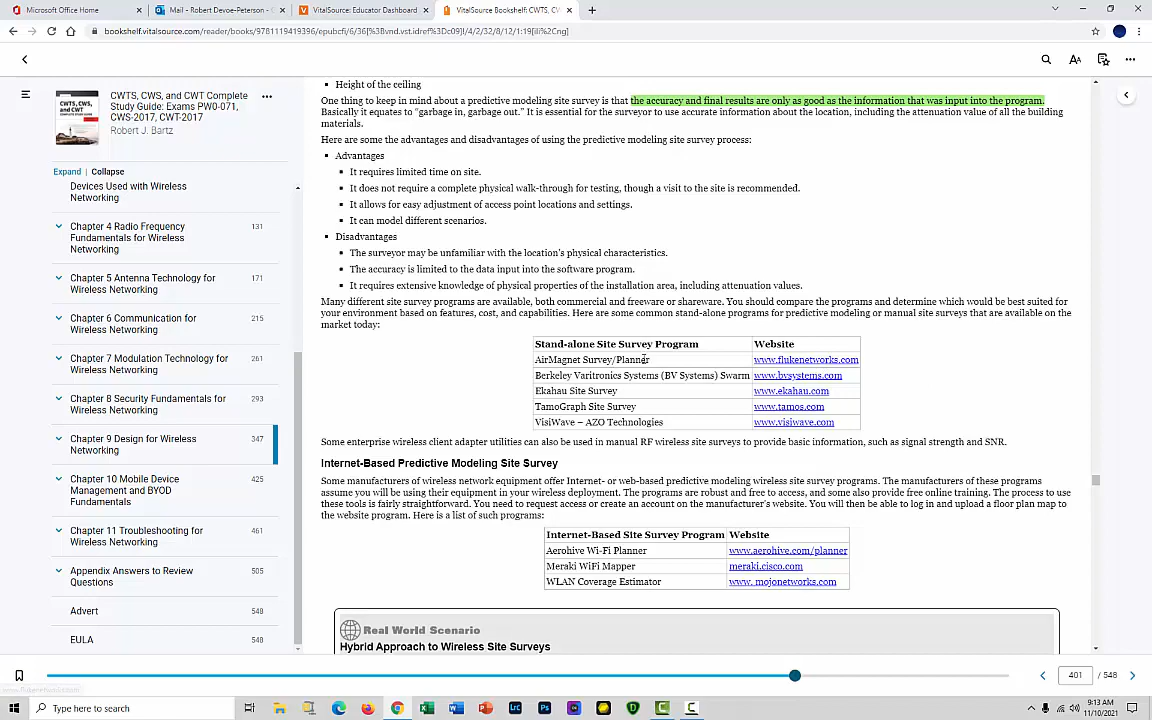 Microsoft Office Home
Mail - Robert Devoe-Peterson - O
VitalSource: Educator Dashboard
VitalSource Bookshelf: CWTS, CV
bookshelf.vitalsource.com/reader/books/9781119419396/epubcfi/6/36[%3Bvnd.vst.idref%3Dc09]!/4/2/32/8/12/1:19[ili%2Cng]
CWTS, CWS, and CWT Complete
Study Guide: Exams PW0-071,
CWS-2017, CWT-2017
Robert J. Bartz
Expand | Collapse
Devices Used with Wireless
Networking
Chapter 4 Radio Frequency
Fundamentals for Wireless
Networking
131
Chapter 5 Antenna Technology for
Wireless Networking
171
Chapter 6 Communication for
Wireless Networking
215
Chapter 7 Modulation Technology for
Wireless Networking
261
Chapter 8 Security Fundamentals for
Wireless Networking
293
Chapter 9 Design for Wireless
Networking
347
Chapter 10 Mobile Device
Management and BYOD
Fundamentals
425
Chapter 11 Troubleshooting for
Wireless Networking
461
Appendix Answers to Review
Questions
505
Advert 548
EULA 548
▪ Height of the ceiling
One thing to keep in mind about a predictive modeling site survey is that the accuracy and final results are only as good as the information that was input into the program.
Basically it equates to “garbage in, garbage out.” It is essential for the surveyor to use accurate information about the location, including the attenuation value of all the building
materials.
Here are some the advantages and disadvantages of using the predictive modeling site survey process:
▪ Advantages
▪ It requires limited time on site.
▪ It does not require a complete physical walk-through for testing, though a visit to the site is recommended.
▪ It allows for easy adjustment of access point locations and settings.
▪ It can model different scenarios.
▪ Disadvantages
▪ The surveyor may be unfamiliar with the location’s physical characteristics.
▪ The accuracy is limited to the data input into the software program.
▪ It requires extensive knowledge of physical properties of the installation area, including attenuation values.
Many different site survey programs are available, both commercial and freeware or shareware. You should compare the programs and determine which would be best suited for
your environment based on features, cost, and capabilities. Here are some common stand-alone programs for predictive modeling or manual site surveys that are available on the
market today:
Stand-alone Site Survey Program Website
AirMagnet Survey/Planner www.flukenetworks.com
Berkeley Varitronics Systems (BV Systems) Swarm www.bvsystems.com
Ekahau Site Survey www.ekahau.com
TamoGraph Site Survey www.tamos.com
VisiWave – AZO Technologies www.visiwave.com
Some enterprise wireless client adapter utilities can also be used in manual RF wireless site surveys to provide basic information, such as signal strength and SNR.
Internet-Based Predictive Modeling Site Survey
Some manufacturers of wireless network equipment offer Internet- or web-based predictive modeling wireless site survey programs. The manufacturers of these programs
assume you will be using their equipment in your wireless deployment. The programs are robust and free to access, and some also provide free online training. The process to use
these tools is fairly straightforward. You need to request access or create an account on the manufacturer’s website. You will then be able to log in and upload a floor plan map to
the website program. Here is a list of such programs:
Internet-Based Site Survey Program Website
Aerohive Wi-Fi Planner www.aerohive.com/planner
Meraki WiFi Mapper meraki.cisco.com
WLAN Coverage Estimator www. mojonetworks.com
Real World Scenario
Hybrid Approach to Wireless Site Surveys
401 / 548
Type here to search
9:13 AM
11/10/2021